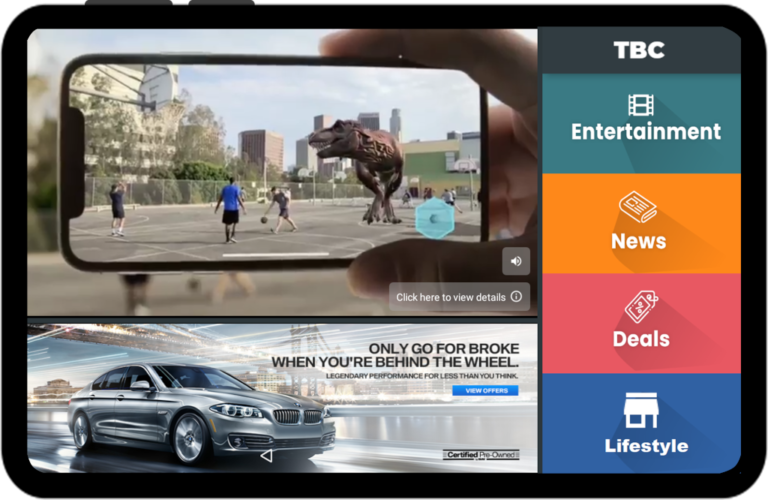 TBC
Entertainment
News
Deals
Lifestyle
Click here to view details
ONLY GO FOR BROKE
WHEN YOU'RE BEHIND THE WHEEL.
LEGENDARY PERFORMANCE FOR LESS THAN YOU THINK.
VIEW OFFERS
Certified Pre-Owned